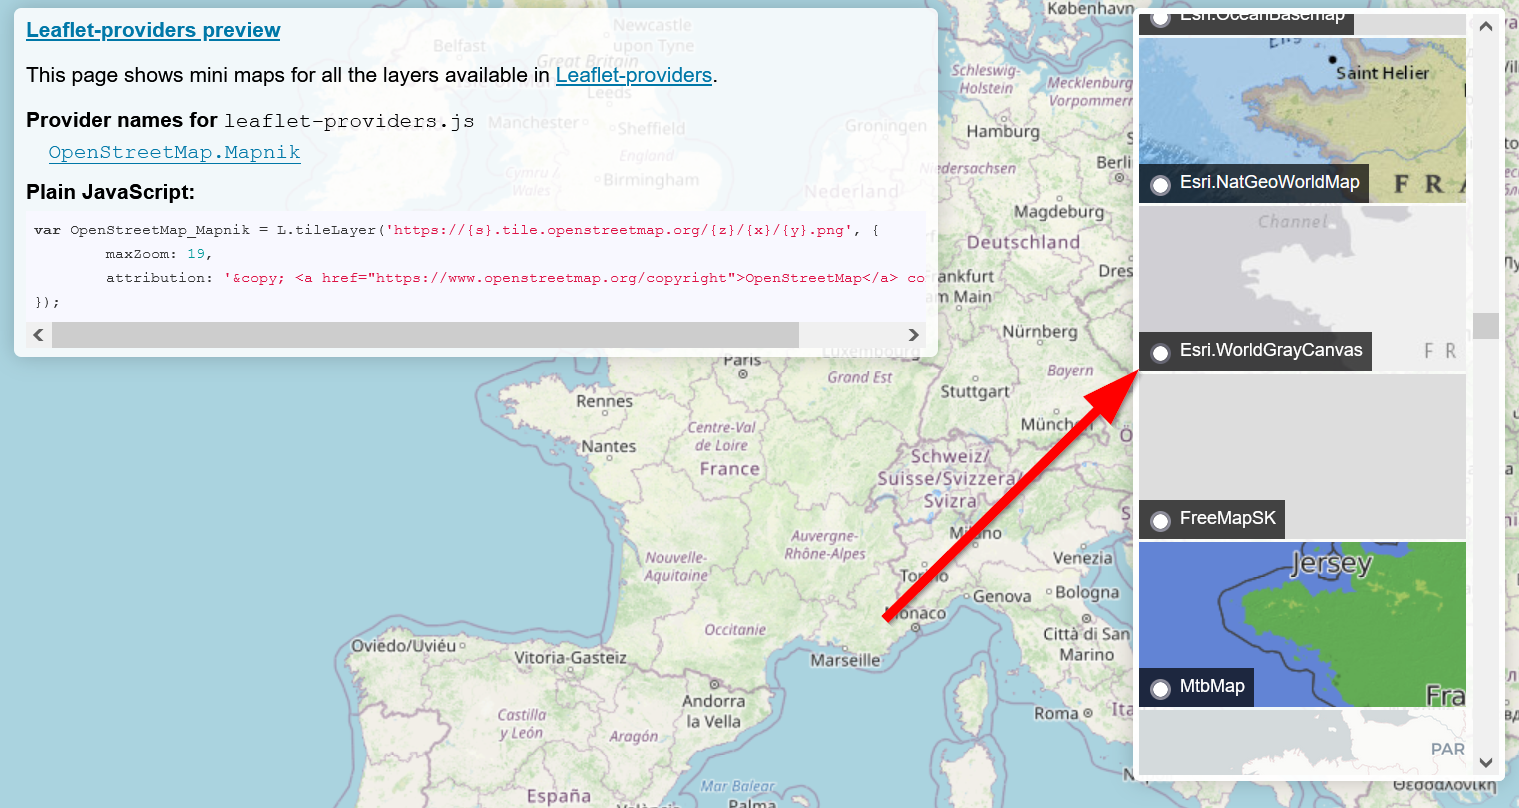 Leaflet-providers preview
This page shows mini maps for all the layers available in Leaflet-providers.
Provider names for leaflet-providers.js
OpenStreetMap.Mapnik
Plain JavaScript:
var OpenStreetMap_Mapnik = L.tileLayer('https://{s}.tile.openstreetmap.org/{z}/{x}/{y}.png', {
maxZoom: 19,
attribution: '&copy; <a href="https://www.openstreetmap.org/copyright">OpenStreetMap</a> co
});
Newcastle
upon Tyne
Belfast
Great Britain
Leeds
Manchester
Sheffield
England
Cymru /
Wales
Birmingham
Groningen
Nederland
København
Schleswig-
Holstein
Mecklenburg
Vorpommern
Hamburg
Niedersachsen
Berli
Magdeburg
Deutschland
Frankfurt
am Main
Dres
Nürnberg
Luxembourg
Paris
Grand Est
Bayern
Stuttgart
Rennes
Münche
Centre-Val
de Loire
Nantes
France
Schweiz/
Suisse/Svizzera/
Svizra
Milano
Auvergne-
Rhône-Alpes
Nouvelle-
Aquitaine
Torino
Venezia
Genova
Bologna
Monaco
Occitanie
Città di San
Marino
Oviedo/Uviéu
Vitoria-Gasteiz
Marseille
Andorra
la Vella
Roma
Ita
Castilla
y León
Aragón
Mar Balear
España
València
Palma
Θεσσαλονίκη
Esri.OceanBasemap
Saint Helier
Esri.NatGeoWorldMap
F R A
Channel
Esri.WorldGrayCanvas
F R
FreeMapSK
Jersey
MtbMap
Fra
PAR